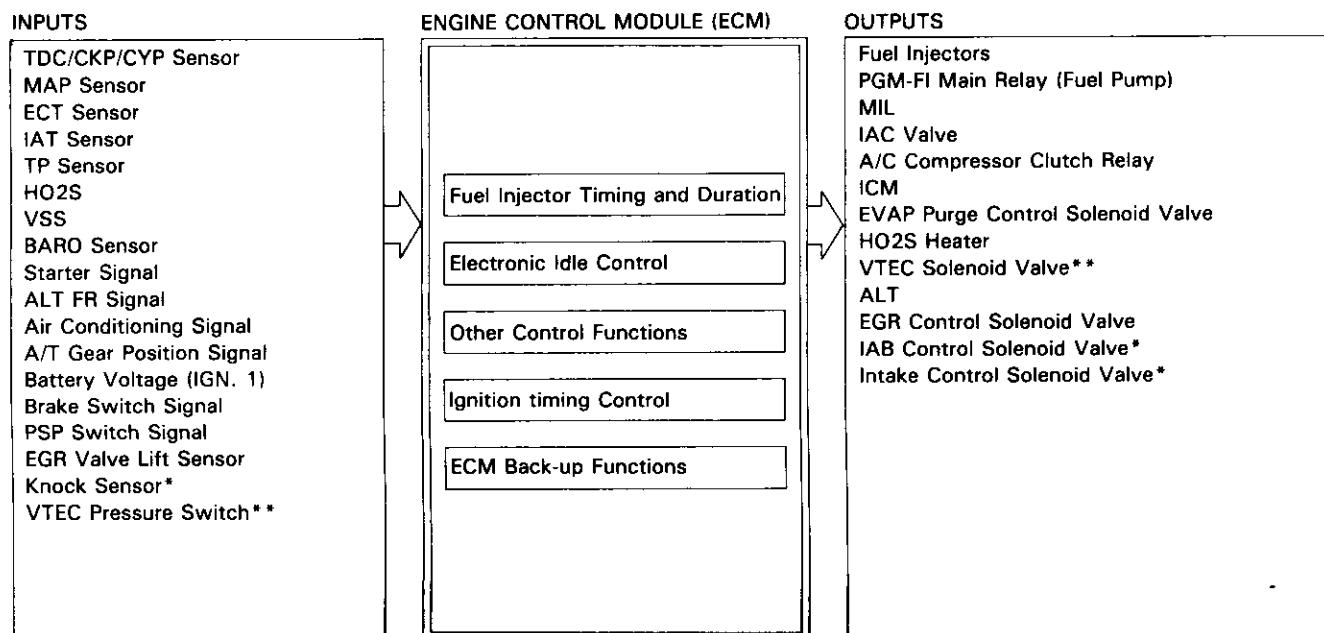 INPUTS
TDC/CKP/CYP Sensor
MAP Sensor
ECT Sensor
IAT Sensor
TP Sensor
HO2S
VSS
BARO Sensor
Starter Signal
ALT FR Signal
Air Conditioning Signal
A/T Gear Position Signal
Battery Voltage (IGN. 1)
Brake Switch Signal
PSP Switch Signal
EGR Valve Lift Sensor
Knock Sensor*
VTEC Pressure Switch**
ENGINE CONTROL MODULE (ECM)
Fuel Injector Timing and Duration
Electronic Idle Control
Other Control Functions
Ignition timing Control
ECM Back-up Functions
OUTPUTS
Fuel Injectors
PGM-FI Main Relay (Fuel Pump)
MIL
IAC Valve
A/C Compressor Clutch Relay
ICM
EVAP Purge Control Solenoid Valve
HO2S Heater
VTEC Solenoid Valve**
ALT
EGR Control Solenoid Valve
IAB Control Solenoid Valve*
Intake Control Solenoid Valve*